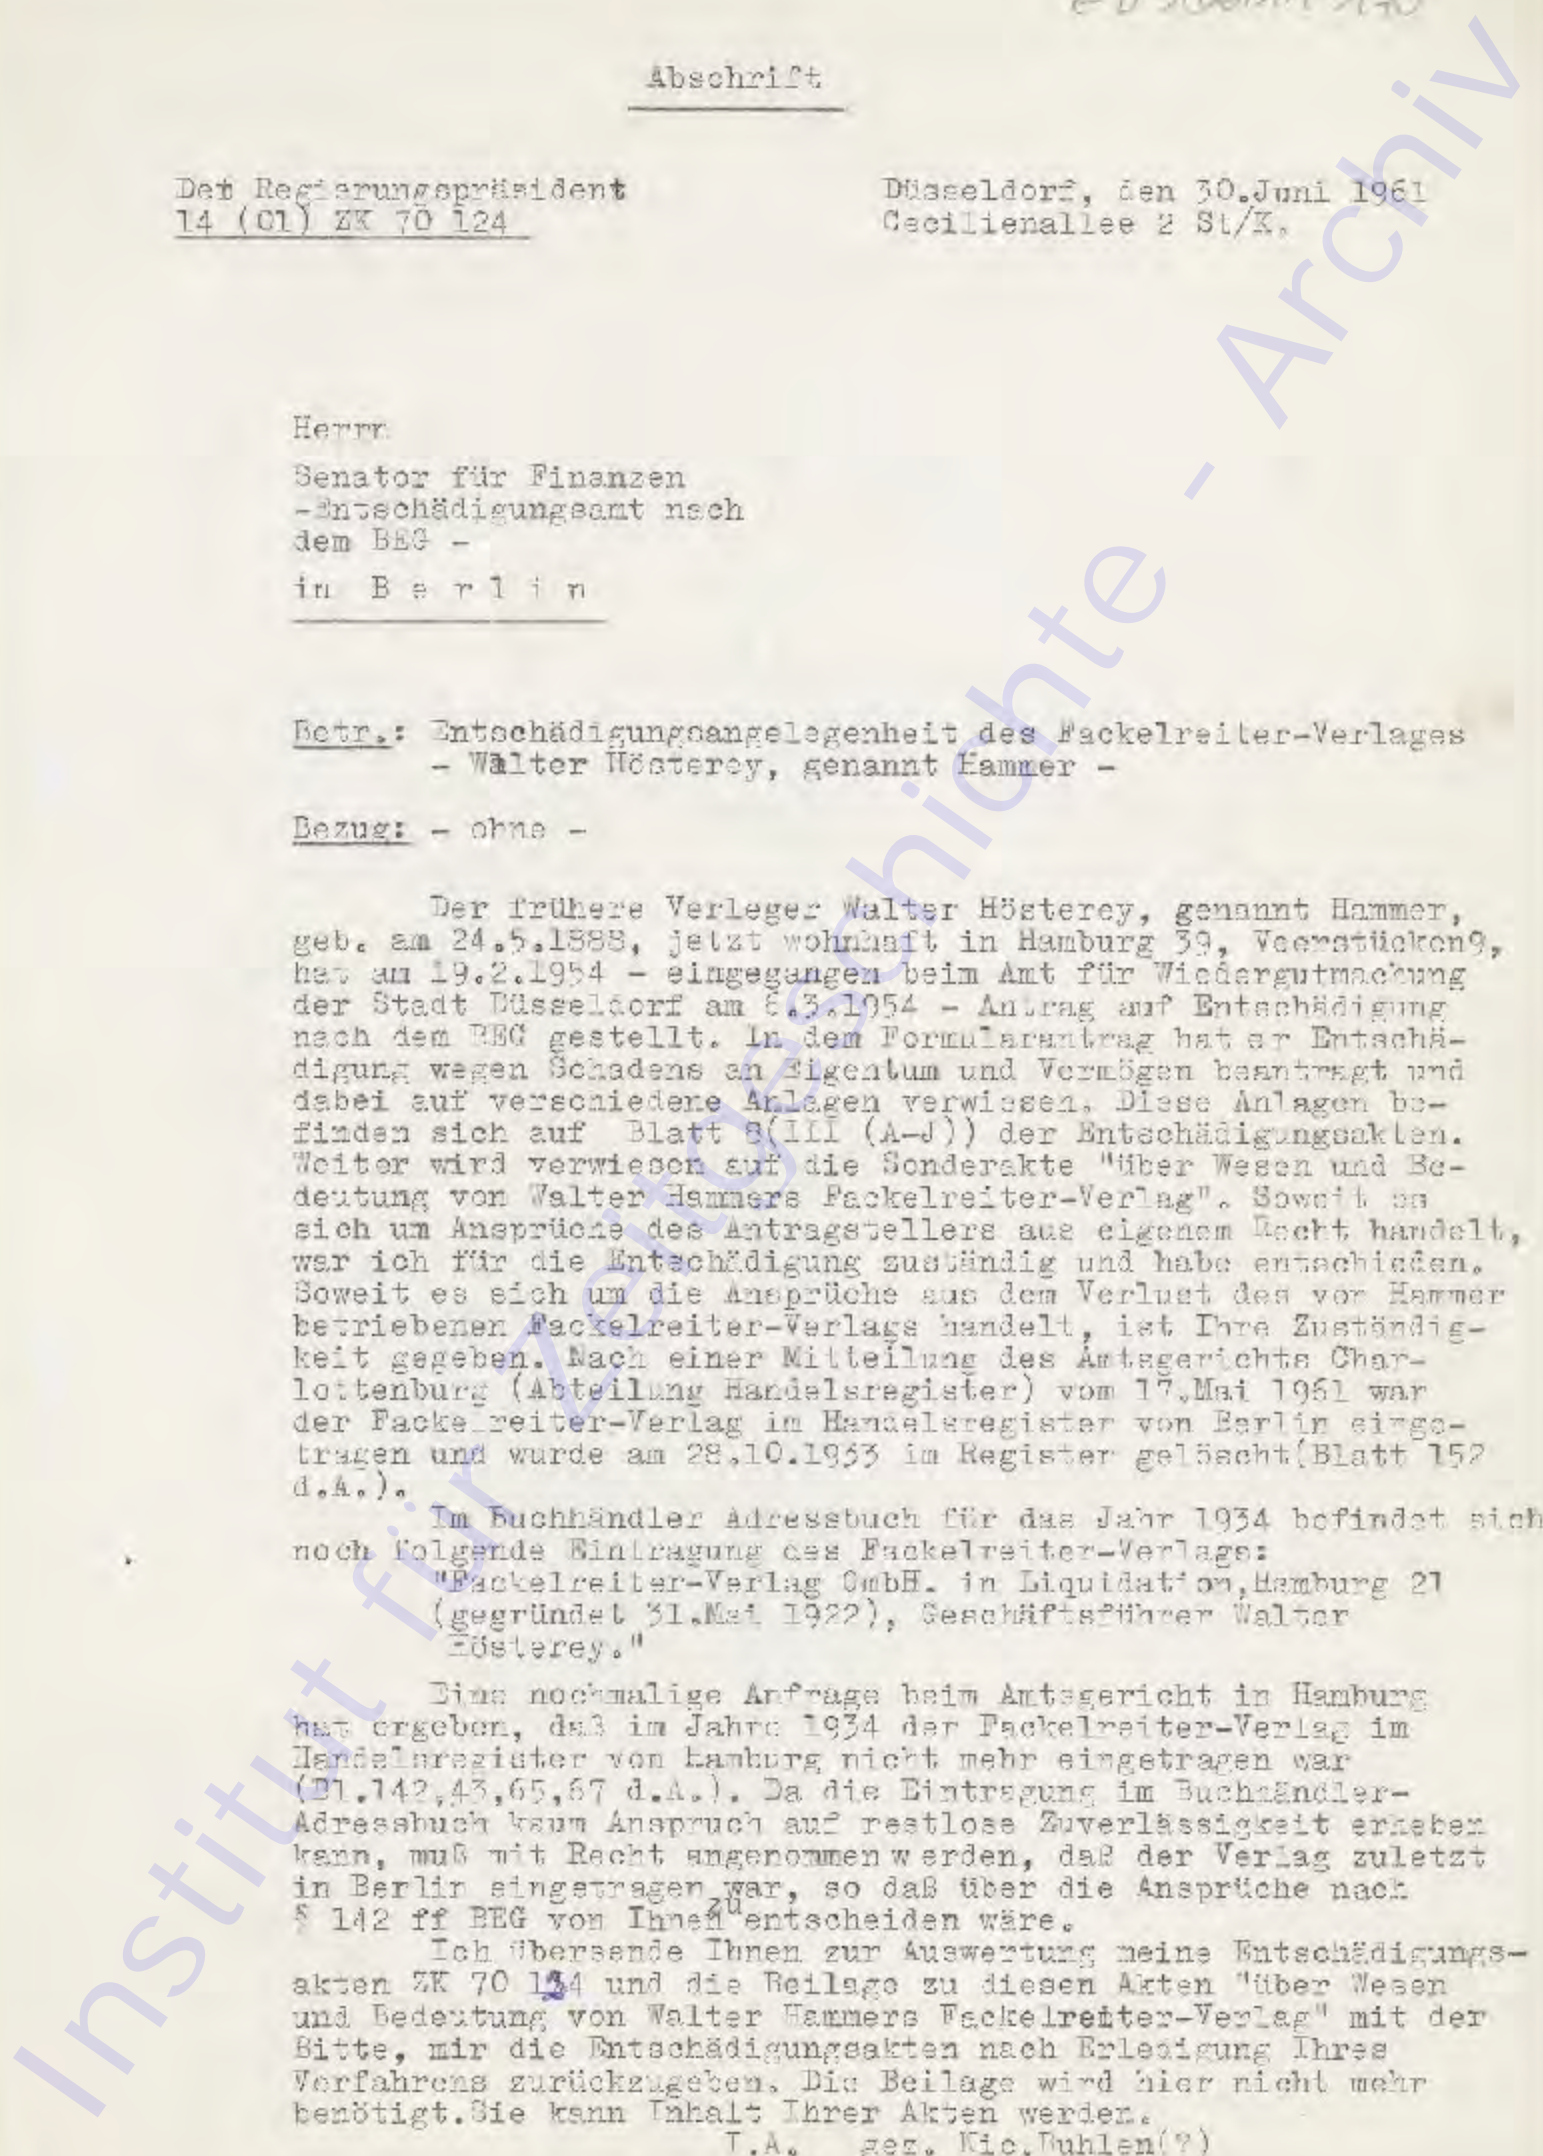 Abschrift
Det Regierungspräsident
14 (01) ZK 70 124
Düsseldorf, den 30.Juni 1961
Cecilienallee 2 St/K.
Herrn
Senator für Finanzen
-Entschädigungsamt nach
dem BEG -
in B e r l i n
Betr.: Entschädigungsangelegenheit des Fackelreiter-Verlages
- Walter Hösterey, genannt Hammer -
Bezug: - ohne -
Der frühere Verleger Walter Hösterey, genannt Hammer,
geb. am 24.5.1888, jetzt wohnhaft in Hamburg 39, Veerstücken9,
hat am 19.2.1954 - eingegangen beim Amt für Wiedergutmachung
der Stadt Düsseldorf am 8.3.1954 - Antrag auf Entschädigung
nach dem BEG gestellt. In dem Formularantrag hat er Entschä-
digung wegen Schadens an Eigentum und Vermögen beantragt und
dabei auf verschiedene Anlagen verwiesen. Diese Anlagen be-
finden sich auf Blatt 8(III (A-J)) der Entschädigungsakten.
Weiter wird verwiesen auf die Sonderakte "über Wesen und Be-
deutung von Walter Hammers Fackelreiter-Verlag". Soweit es
sich um Ansprüche des Antragstellers aus eigenem Recht handelt,
war ich für die Entschädigung zuständig und habe entschieden.
Soweit es sich um die Ansprüche aus dem Verlust des vor Hammer
betriebenen Fackelreiter-Verlags handelt, ist Ihre Zuständig-
keit gegeben. Nach einer Mitteilung des Amtsgerichts Char-
lottenburg (Abteilung Handelsregister) vom 17.Mai 1961 war
der Fackelreiter-Verlag im Handelsregister von Berlin einge-
tragen und wurde am 28.10.1933 im Register gelöscht(Blatt 152
d.A.).
Im Buchhändler Adressbuch für das Jahr 1934 befindet sich
noch folgende Eintragung des Fackelreiter-Verlags:
"Fackelreiter-Verlag GmbH. in Liquidation,Hamburg 21
(gegründet 31.Mai 1922), Geschäftsführer Walter
Hösterey."
Eine nochmalige Anfrage beim Amtsgericht in Hamburg
hat ergeben, daß im Jahre 1934 der Fackelreiter-Verlag im
Handelsregister von Hamburg nicht mehr eingetragen war
(Bl.142,43,65,67 d.A.). Da die Eintragung im Buchhändler-
Adressbuch kaum Anspruch auf restlose Zuverlässigkeit erheben
kann, muß mit Recht angenommen werden, daß der Verlag zuletzt
in Berlin eingetragen war, so daß über die Ansprüche nach
§ 142 ff BEG von Ihnen zu entscheiden wäre.
Ich übersende Ihnen zur Auswertung meine Entschädigungs-
akten ZK 70 134 und die Beilage zu diesen Akten "über Wesen
und Bedeutung von Walter Hammers Fackelreiter-Verlag" mit der
Bitte, mir die Entschädigungsakten nach Erledigung Ihres
Verfahrens zurückzugeben. Die Beilage wird hier nicht mehr
benötigt.Sie kann Inhalt Ihrer Akten werden.
I.A. gez. Nic.Buhlen(?)
Institut für Zeitgeschichte - Archiv